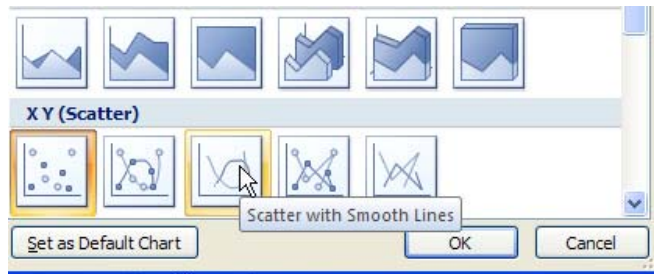 X Y (Scatter)
Scatter with Smooth Lines
Set as Default Chart
OK
Cancel